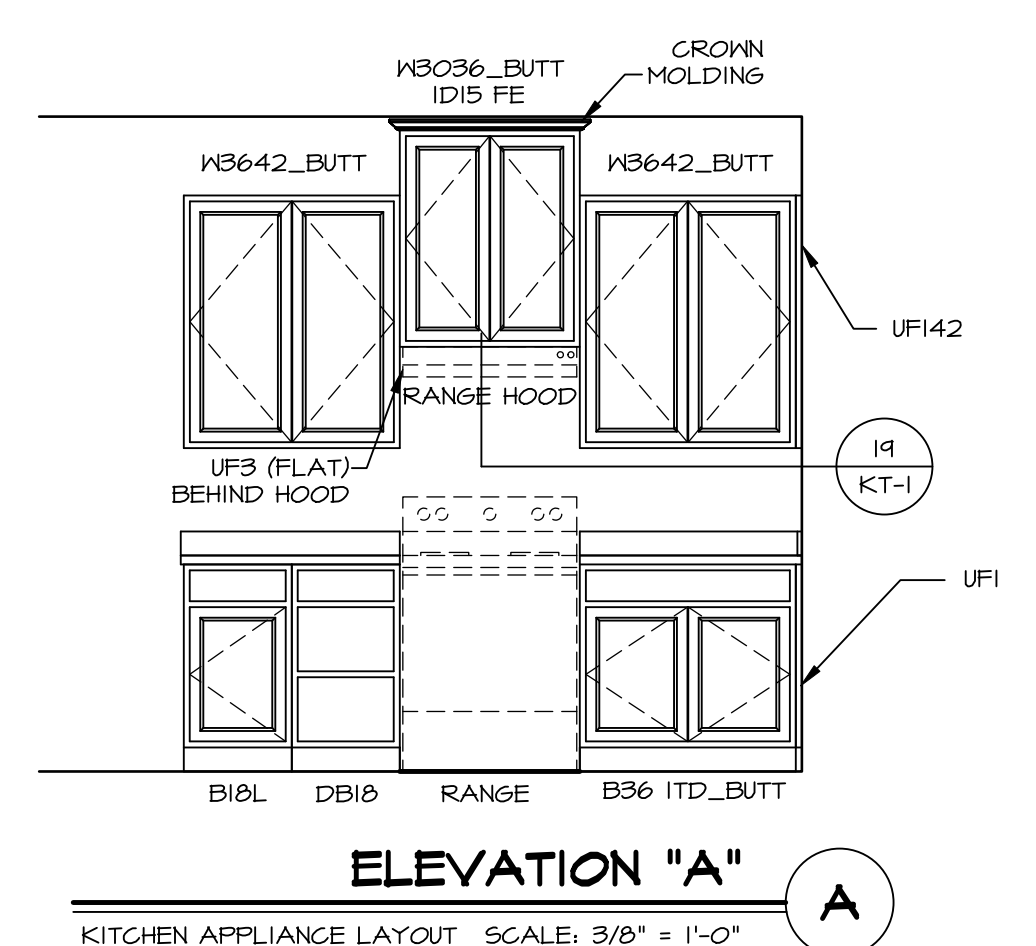 CROWN
MOLDING
W3036_BUTT
1D15 FE
W3642_BUTT
W3642_BUTT
UF142
RANGE HOOD
19
KT-1
UF3 (FLAT)
BEHIND HOOD
UF1
B18L
DB18
RANGE
B36 1TD_BUTT
ELEVATION "A"
A
KITCHEN APPLIANCE LAYOUT SCALE: 3/8" = 1'-0"